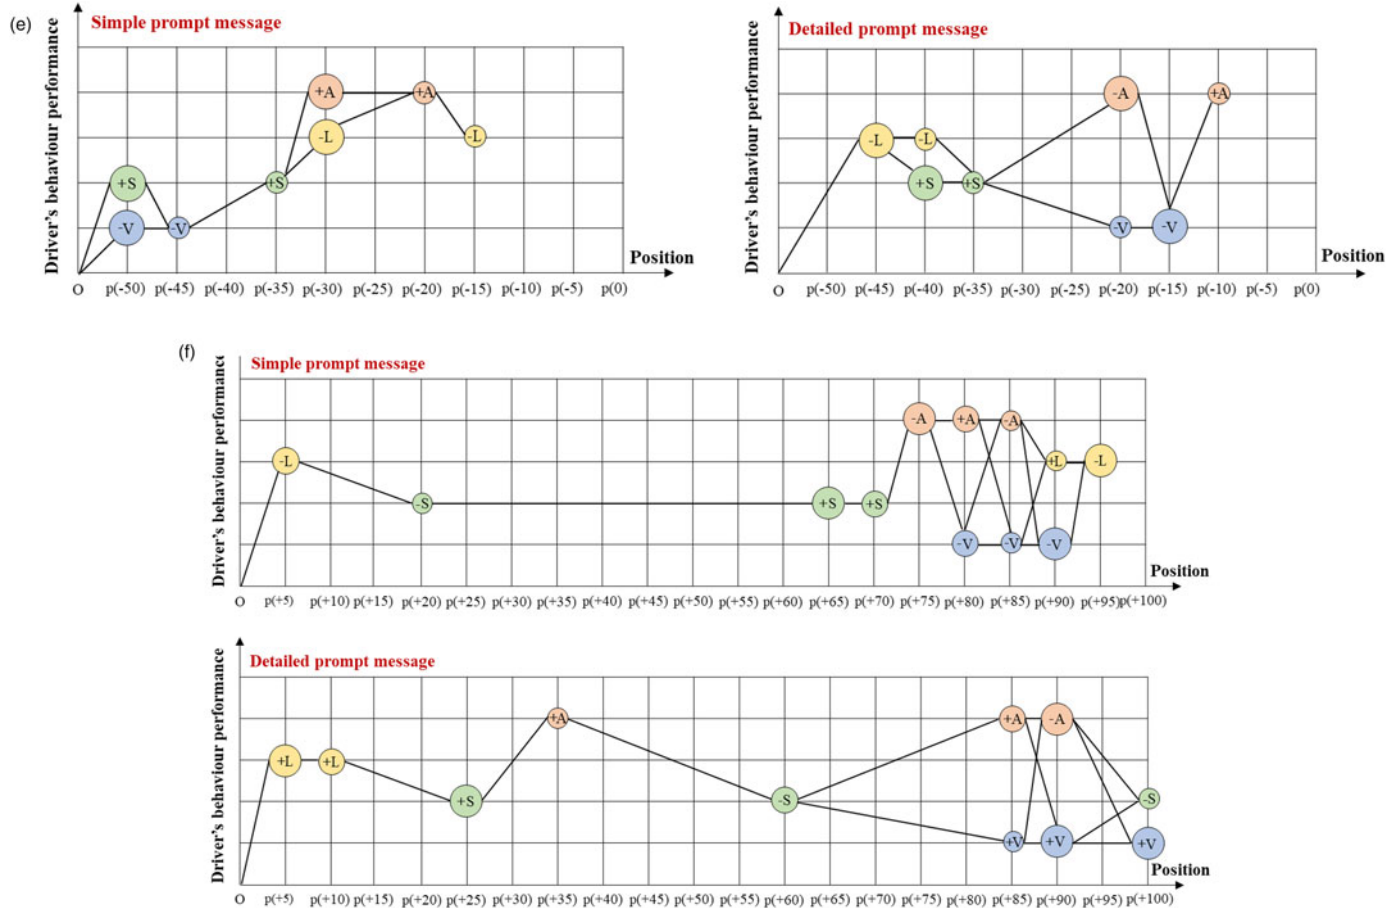 (e)
Simple prompt message
Driver's behaviour performance
+A
+A
-L
-L
+S
+S
-V
-V
Position
O p(-50) p(-45) p(-40) p(-35) p(-30) p(-25) p(-20) p(-15) p(-10) p(-5) p(0)
Detailed prompt message
Driver's behaviour performance
-A
+A
-L
-L
+S
+S
-V
-V
Position
O p(-50) p(-45) p(-40) p(-35) p(-30) p(-25) p(-20) p(-15) p(-10) p(-5) p(0)
(f)
Simple prompt message
Driver's behaviour performance
-A
+A
-A
-L
+L
-L
-S
+S
+S
-V
-V
-V
Position
O p(+5) p(+10) p(+15) p(+20) p(+25) p(+30) p(+35) p(+40) p(+45) p(+50) p(+55) p(+60) p(+65) p(+70) p(+75) p(+80) p(+85) p(+90) p(+95) p(+100)
Detailed prompt message
Driver's behaviour performance
+A
+A
-A
+L
+L
+S
-S
-S
+V
+V
+V
Position
O p(+5) p(+10) p(+15) p(+20) p(+25) p(+30) p(+35) p(+40) p(+45) p(+50) p(+55) p(+60) p(+65) p(+70) p(+75) p(+80) p(+85) p(+90) p(+95) p(+100)